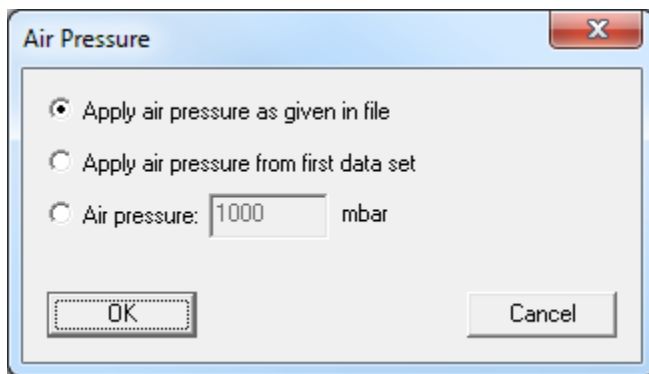 Air Pressure
Apply air pressure as given in file
Apply air pressure from first data set
Air pressure: 1000 mbar
OK Cancel